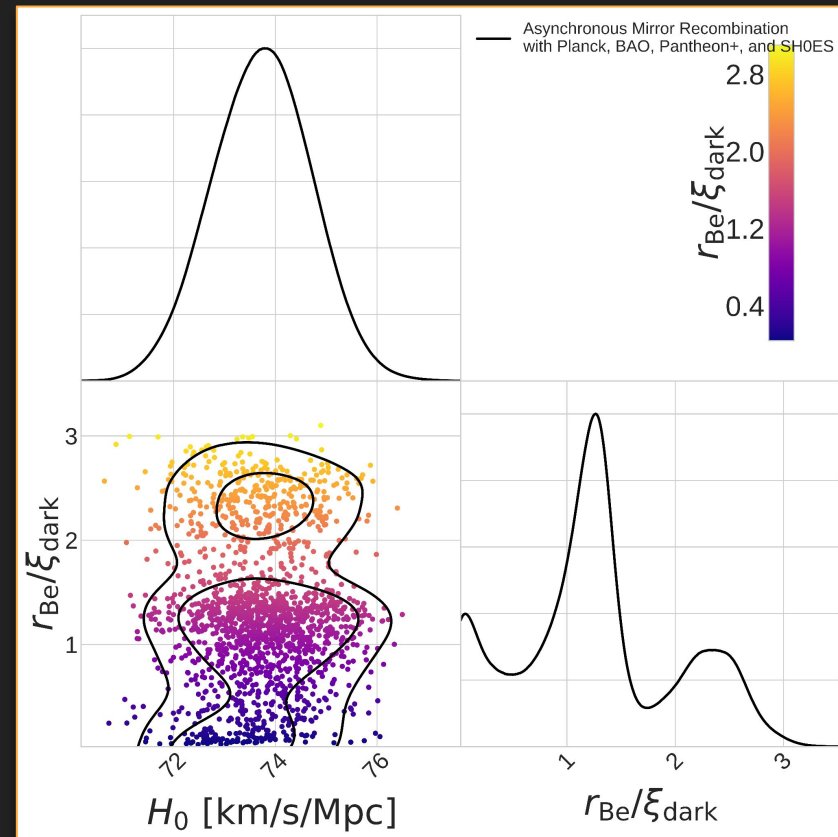 Asynchronous Mirror Recombination
with Planck, BAO, Pantheon+, and SH0ES
2.8
2.0
1.2
0.4
r_Be/ξ_dark
3
2
1
r_Be/ξ_dark
72 74 76
H_0 [km/s/Mpc]
1 2 3
r_Be/ξ_dark